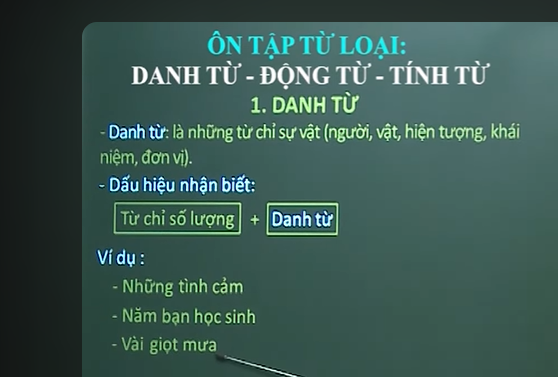 ÔN TẬP TỪ LOẠI:
DANH TỪ - ĐỘNG TỪ - TÍNH TỪ
1. DANH TỪ
- Danh từ: là những từ chỉ sự vật (người, vật, hiện tượng, khái
niệm, đơn vị).
- Dấu hiệu nhận biết:
Từ chỉ số lượng + Danh từ
Ví dụ :
- Những tình cảm
- Năm bạn học sinh
- Vài giọt mưa